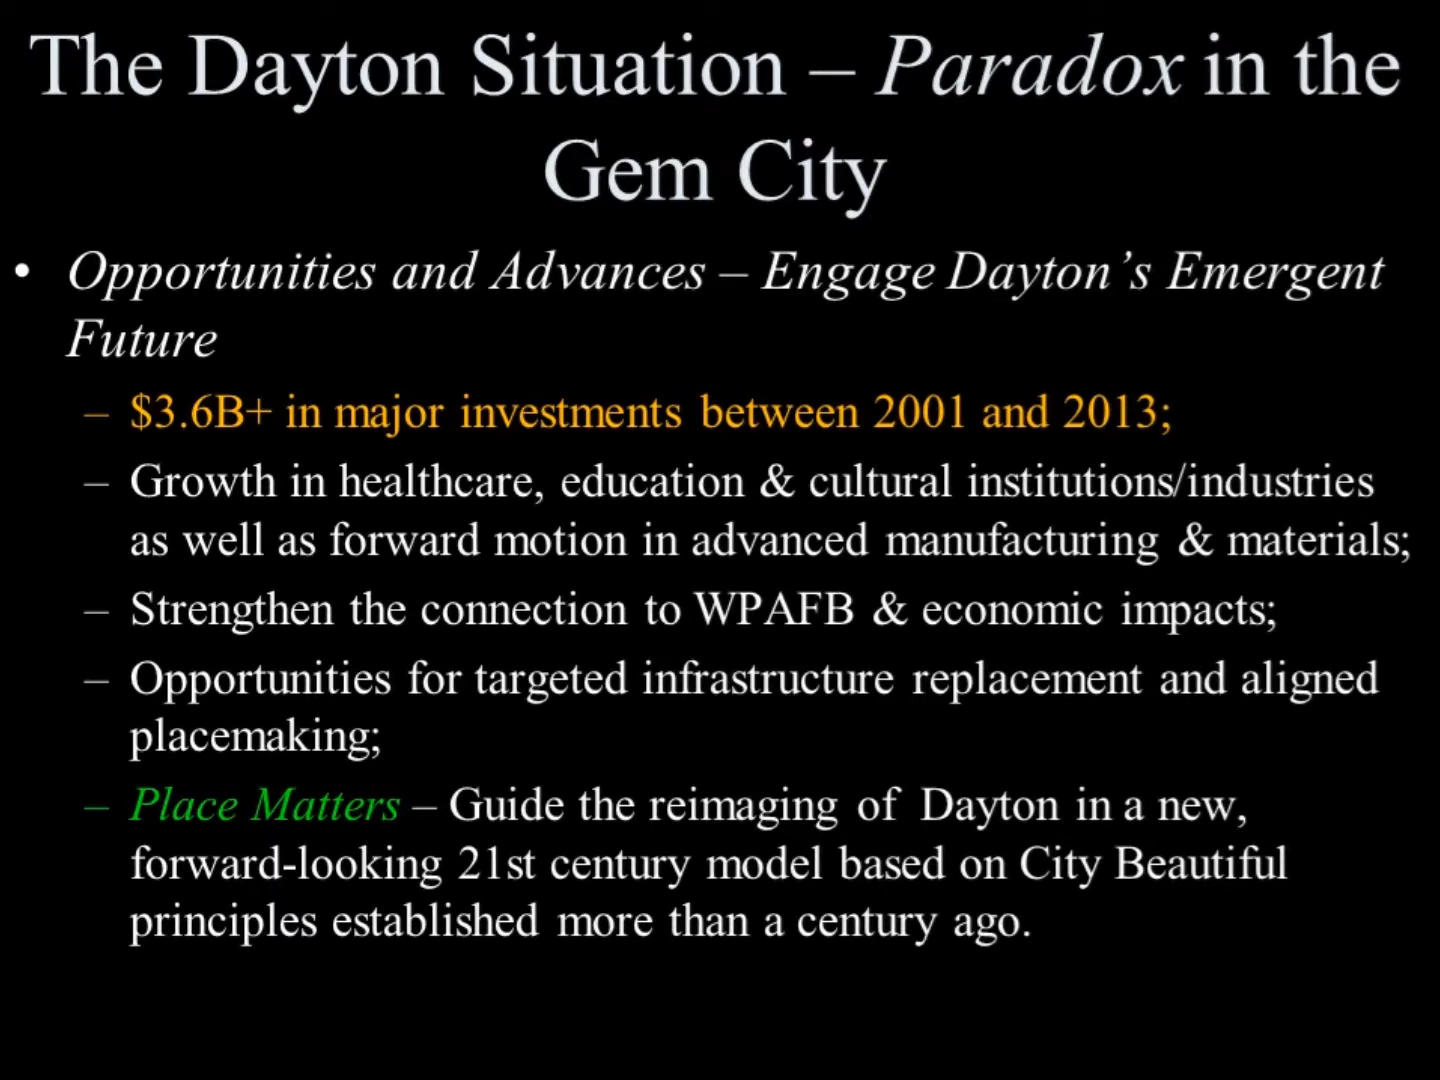 The Dayton Situation – Paradox in the
Gem City
• Opportunities and Advances – Engage Dayton’s Emergent
Future
– $3.6B+ in major investments between 2001 and 2013;
– Growth in healthcare, education & cultural institutions/industries
as well as forward motion in advanced manufacturing & materials;
– Strengthen the connection to WPAFB & economic impacts;
– Opportunities for targeted infrastructure replacement and aligned
placemaking;
– Place Matters – Guide the reimaging of Dayton in a new,
forward-looking 21st century model based on City Beautiful
principles established more than a century ago.